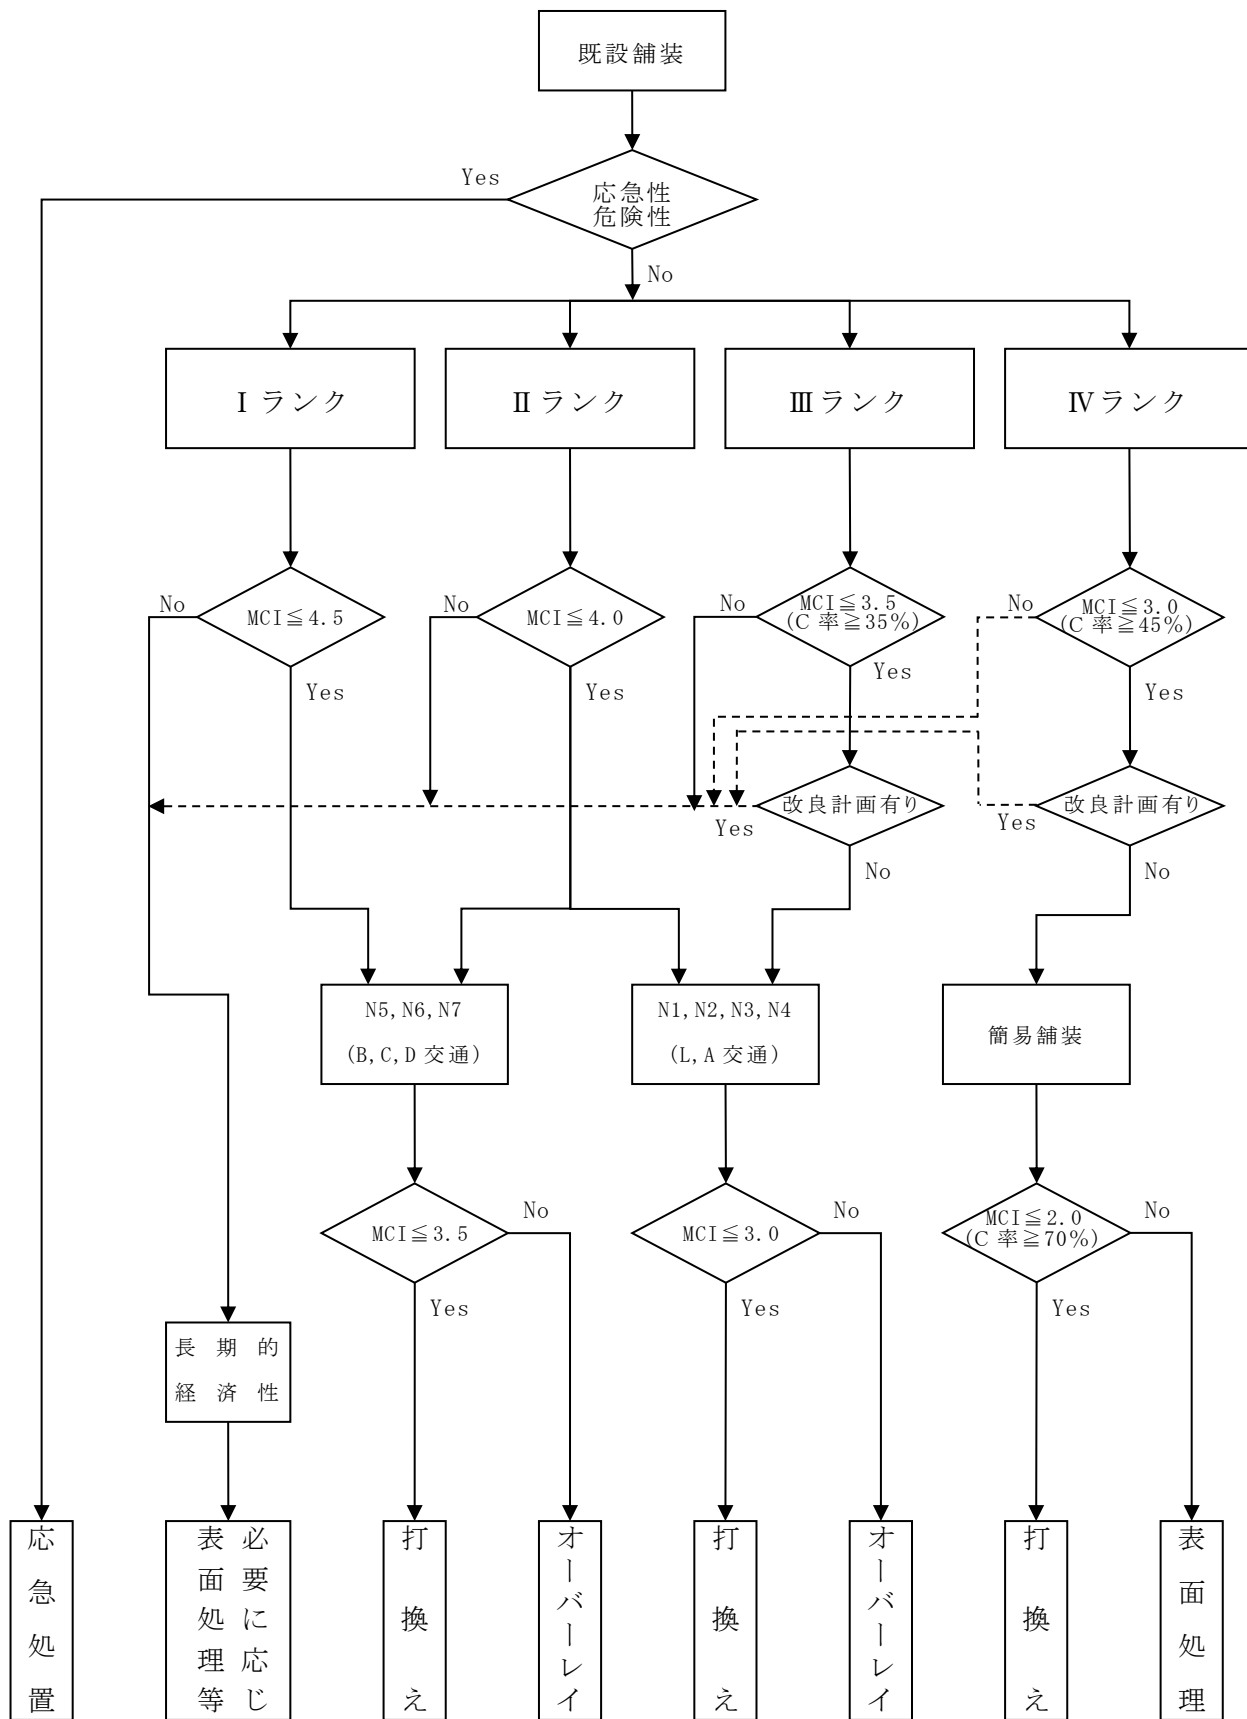 既設舗装
Yes
応急性
危険性
No
Ⅰランク
Ⅱランク
Ⅲランク
Ⅳランク
No
MCI≦4.5
Yes
No
MCI≦4.0
Yes
No
MCI≦3.5
(C 率≧35%)
Yes
No
MCI≦3.0
(C 率≧45%)
Yes
改良計画有り
Yes
No
改良計画有り
Yes
No
N5,N6,N7
(B,C,D 交通)
N1,N2,N3,N4
(L,A 交通)
簡易舗装
MCI≦3.5
No
Yes
MCI≦3.0
No
Yes
MCI≦2.0
(C 率≧70%)
No
Yes
長期的
経済性
応急処置
必要に応じ
表面処理等
打換え
オーバーレイ
打換え
オーバーレイ
打換え
表面処理